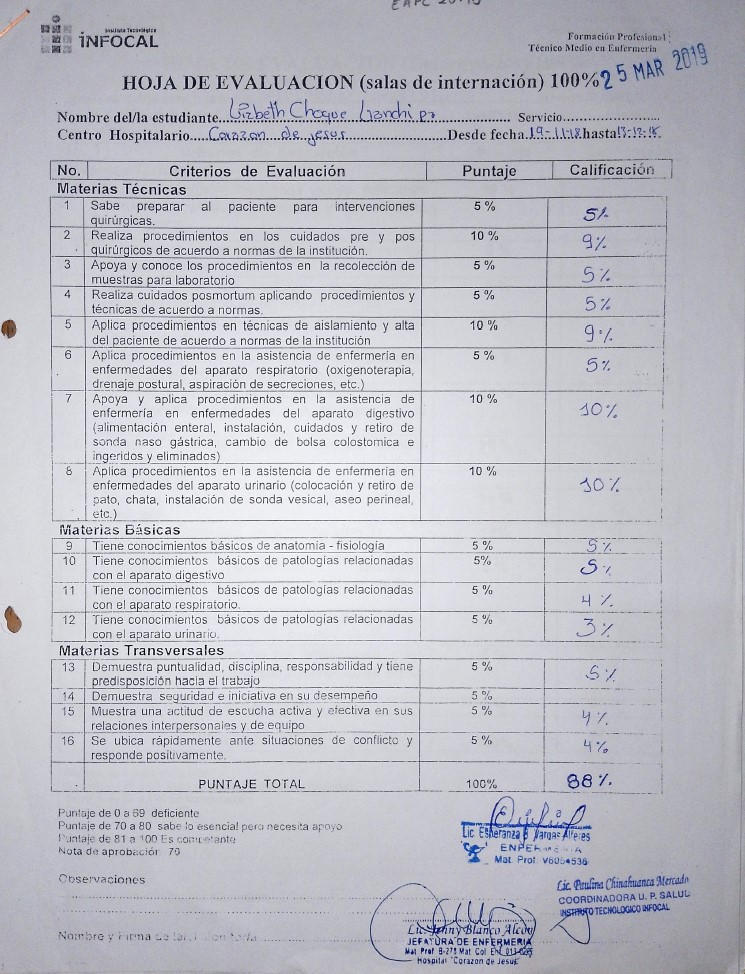 Instituto Tecnológico
INFOCAL
Formación Profesional
Técnico Medio en Enfermería
25 MAR 2019
HOJA DE EVALUACION (salas de internación) 100%
Nombre del/la estudiante Lizbeth Choque Servicio
Centro Hospitalario Corazon de jesus Desde fecha 19-11-18 hasta
No. Criterios de Evaluación Puntaje Calificación
Materias Técnicas
1 Sabe preparar al paciente para intervenciones 5 % 5%
quirúrgicas.
2 Realiza procedimientos en los cuidados pre y pos 10 % 9%
quirúrgicos de acuerdo a normas de la institución.
3 Apoya y conoce los procedimientos en la recolección de 5 % 5%
muestras para laboratorio
4 Realiza cuidados posmortum aplicando procedimientos y 5 % 5%
técnicas de acuerdo a normas.
5 Aplica procedimientos en técnicas de aislamiento y alta 10 % 9%
del paciente de acuerdo a normas de la institución
6 Aplica procedimientos en la asistencia de enfermería en 5 % 5%
enfermedades del aparato respiratorio (oxigenoterapia,
drenaje postural, aspiración de secreciones, etc.)
7 Apoya y aplica procedimientos en la asistencia de 10 % 10%
enfermería en enfermedades del aparato digestivo
(alimentación enteral, instalación, cuidados y retiro de
sonda naso gástrica, cambio de bolsa colostomica e
ingeridos y eliminados)
8 Aplica procedimientos en la asistencia de enfermería en 10 % 10%
enfermedades del aparato urinario (colocación y retiro de
pato, chata, instalación de sonda vesical, aseo perineal,
etc.)
Materias Básicas
9 Tiene conocimientos básicos de anatomía - fisiología 5 % 5%
10 Tiene conocimientos básicos de patologías relacionadas 5% 5%
con el aparato digestivo
11 Tiene conocimientos básicos de patologías relacionadas 5 % 4%
con el aparato respiratorio.
12 Tiene conocimientos básicos de patologías relacionadas 5 % 3%
con el aparato urinario.
Materias Transversales
13 Demuestra puntualidad, disciplina, responsabilidad y tiene 5 % 5%
predisposición hacia el trabajo
14 Demuestra seguridad e iniciativa en su desempeño 5 %
15 Muestra una actitud de escucha activa y efectiva en sus 5 % 4%
relaciones interpersonales y de equipo
16 Se ubica rápidamente ante situaciones de conflicto y 5 % 4%
responde positivamente.
PUNTAJE TOTAL 100% 88%
Puntaje de 0 a 69 deficiente
Puntaje de 70 a 80 sabe lo esencial pero necesita apoyo
Puntaje de 81 a 100 Es competente
Nota de aprobación 70
Lic Esperanza Vargas
ENFERMERIA
Mat. Prof.
Observaciones
Lic. Paulina Chinahuanca Mercado
COORDINADORA U. P. SALUD
INSTITUTO TECNOLOGICO INFOCAL
Nombre y Firma
Lic. Jenny Blanco Alcon
JEFATURA DE ENFERMERIA
Mat Prof B-278 Mat Col Enf.
Hospital "Corazon de Jesus"